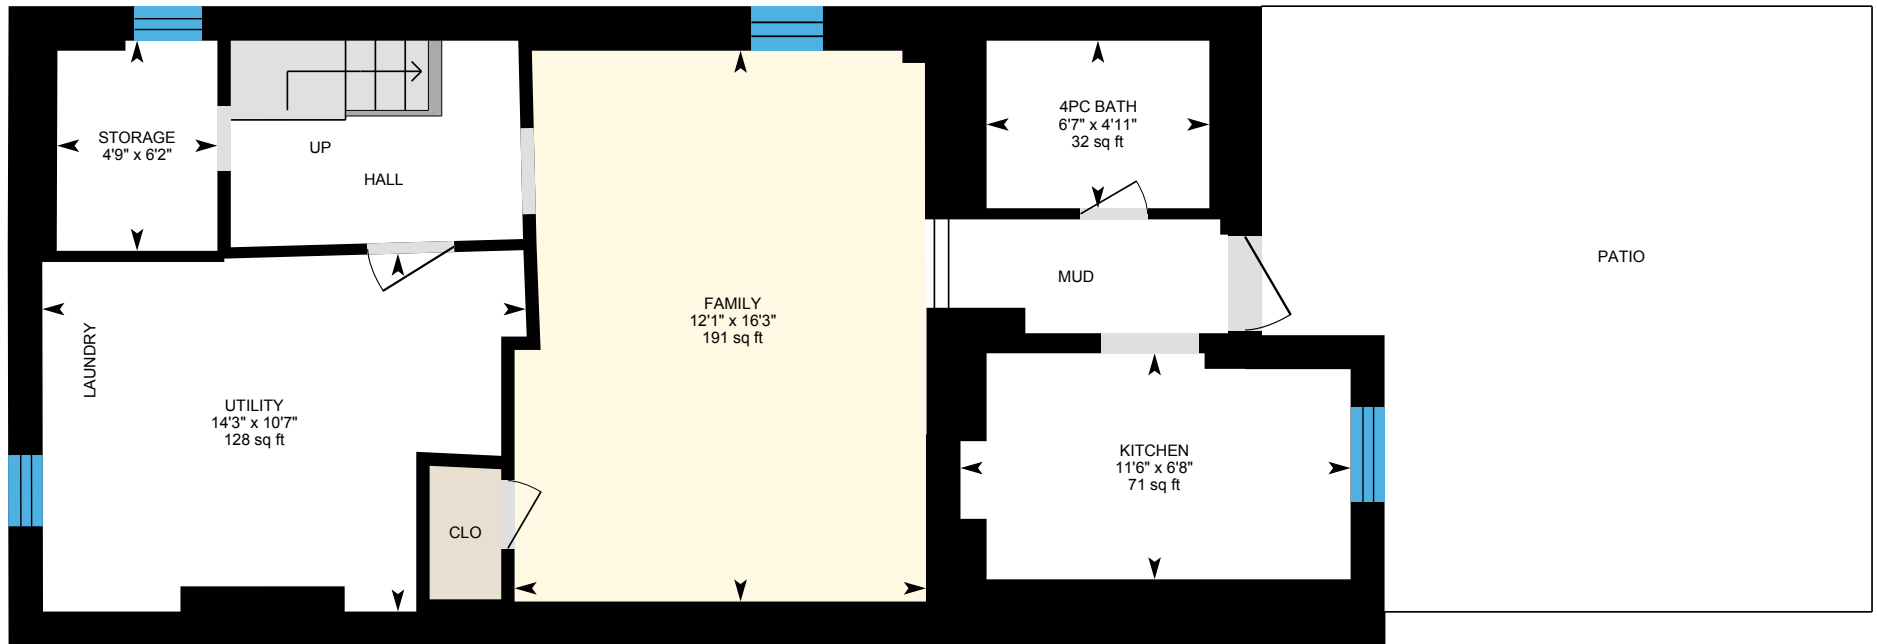 STORAGE
4'9" x 6'2"
UP
HALL
4PC BATH
6'7" x 4'11"
32 sq ft
FAMILY
12'1" x 16'3"
191 sq ft
MUD
PATIO
LAUNDRY
UTILITY
14'3" x 10'7"
128 sq ft
CLO
KITCHEN
11'6" x 6'8"
71 sq ft